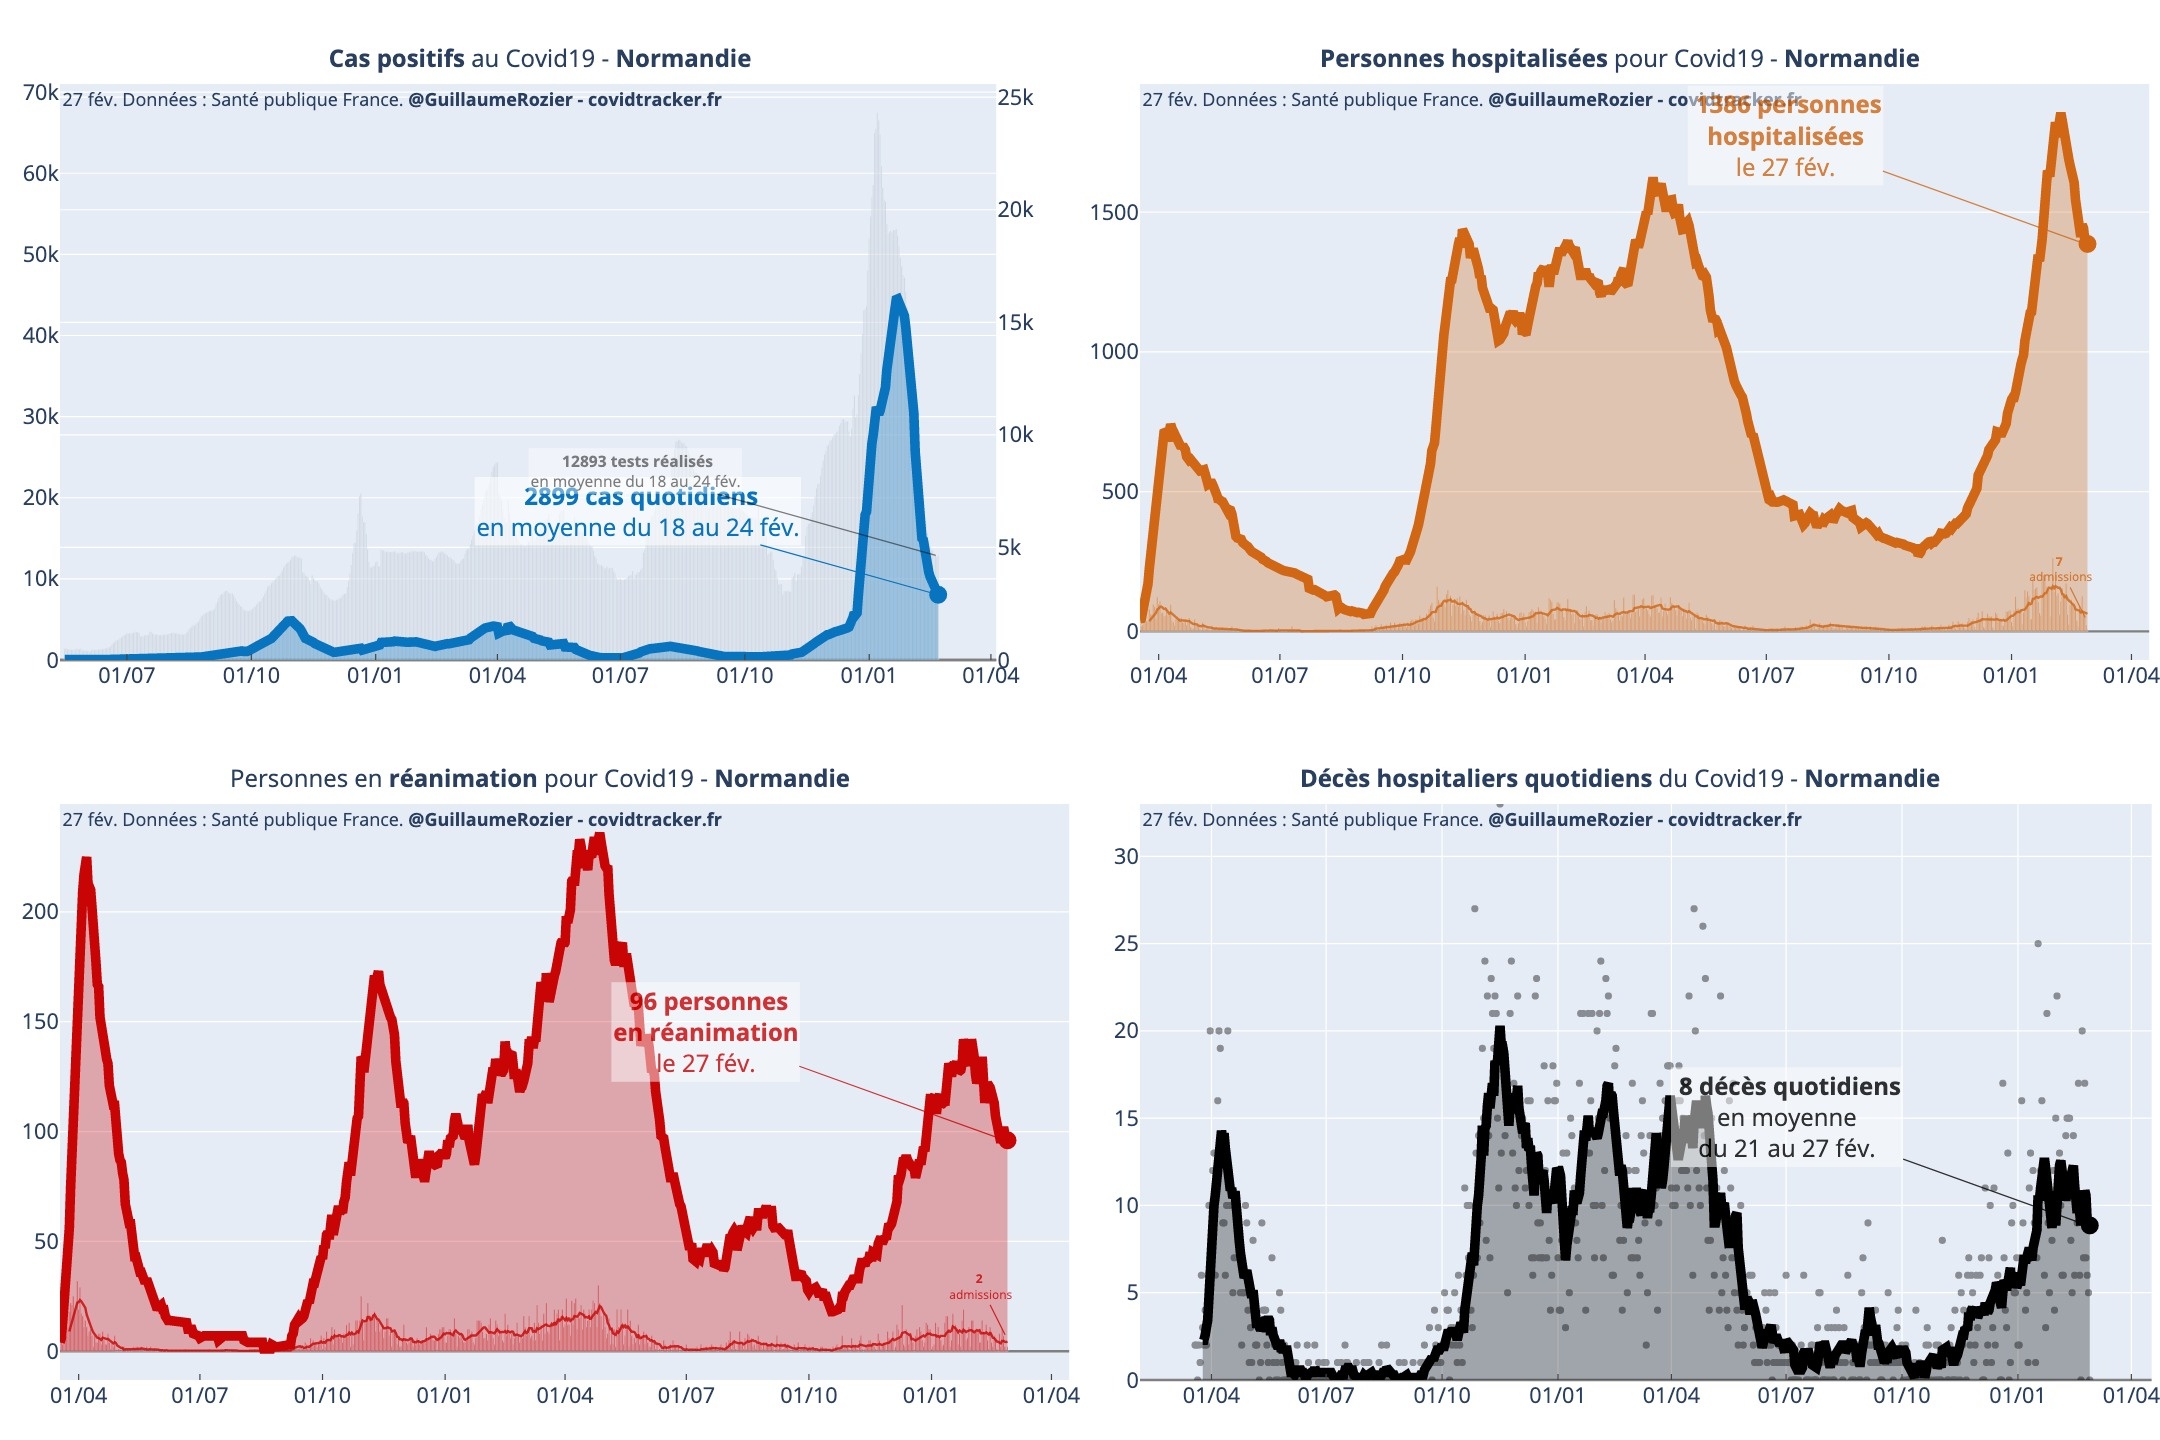 Cas positifs au Covid19 - Normandie
27 fév. Données : Santé publique France. @GuillaumeRozier - covidtracker.fr
70k
60k
50k
40k
30k
20k
10k
0
25k
20k
15k
10k
5k
0
12893 tests réalisés
en moyenne du 18 au 24 fév.
2899 cas quotidiens
en moyenne du 18 au 24 fév.
01/07 01/10 01/01 01/04 01/07 01/10 01/01 01/04
Personnes hospitalisées pour Covid19 - Normandie
27 fév. Données : Santé publique France. @GuillaumeRozier - covidtracker.fr
1386 personnes
hospitalisées
le 27 fév.
1500
1000
500
0
7
admissions
01/04 01/07 01/10 01/01 01/04 01/07 01/10 01/01 01/04
Personnes en réanimation pour Covid19 - Normandie
27 fév. Données : Santé publique France. @GuillaumeRozier - covidtracker.fr
200
150
100
50
0
96 personnes
en réanimation
le 27 fév.
2
admissions
01/04 01/07 01/10 01/01 01/04 01/07 01/10 01/01 01/04
Décès hospitaliers quotidiens du Covid19 - Normandie
27 fév. Données : Santé publique France. @GuillaumeRozier - covidtracker.fr
30
25
20
15
10
5
0
8 décès quotidiens
en moyenne
du 21 au 27 fév.
01/04 01/07 01/10 01/01 01/04 01/07 01/10 01/01 01/04